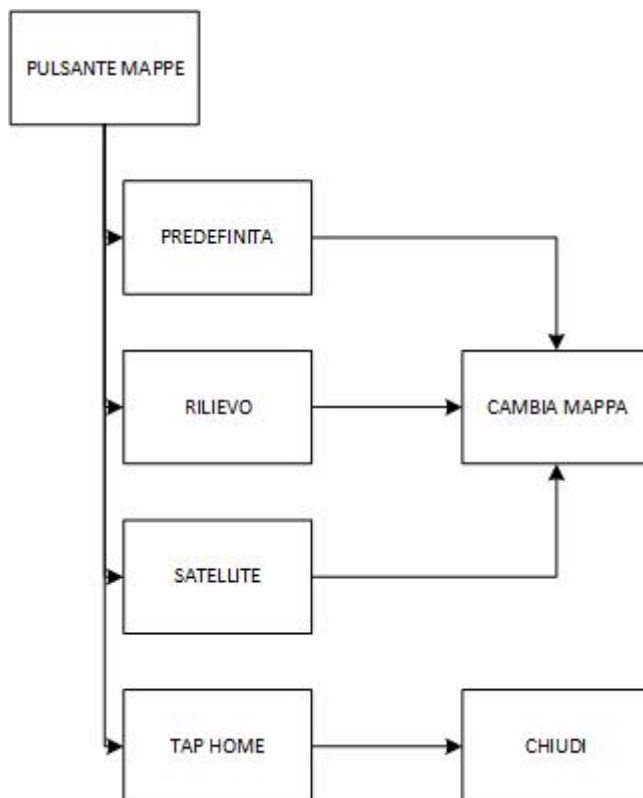 PULSANTE MAPPE
PREDEFINITA
RILIEVO
CAMBIA MAPPA
SATELLITE
TAP HOME
CHIUDI